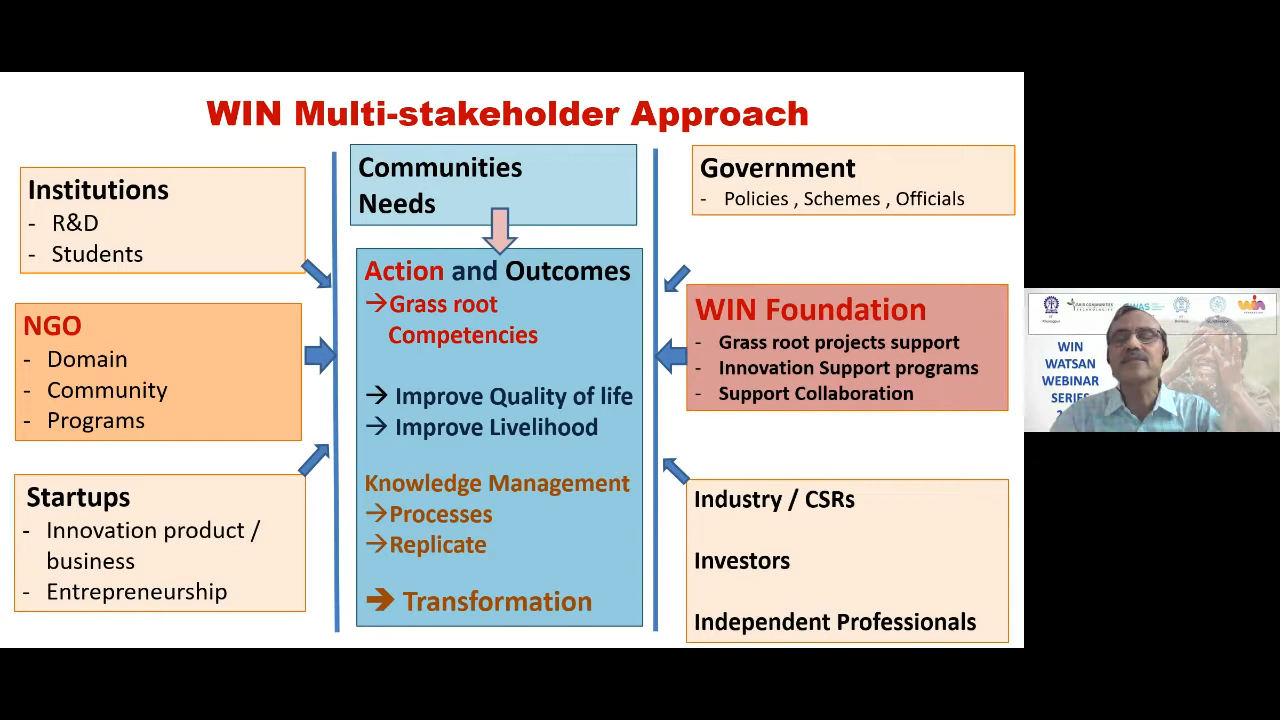 WIN Multi-stakeholder Approach
Institutions
- R&D
- Students
NGO
- Domain
- Community
- Programs
Startups
- Innovation product /
business
- Entrepreneurship
Communities
Needs
Action and Outcomes
→Grass root
Competencies
→ Improve Quality of life
→ Improve Livelihood
Knowledge Management
→Processes
→Replicate
→ Transformation
Government
- Policies , Schemes , Officials
WIN Foundation
- Grass root projects support
- Innovation Support programs
- Support Collaboration
Industry / CSRs
Investors
Independent Professionals
WIN
WATSAN
WEBINAR
SERIES